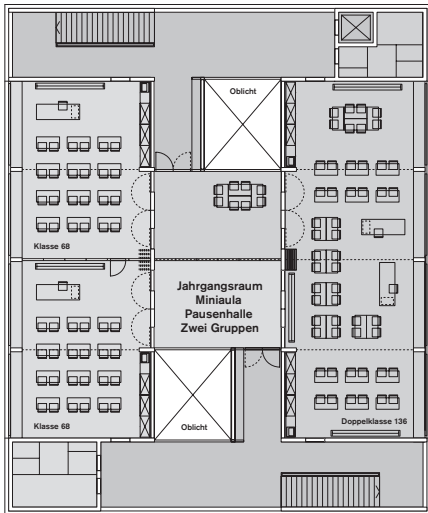 Oblicht
Klasse 68
Jahrgangsraum
Miniaula
Pausenhalle
Zwei Gruppen
Klasse 68
Oblicht
Doppelklasse 136